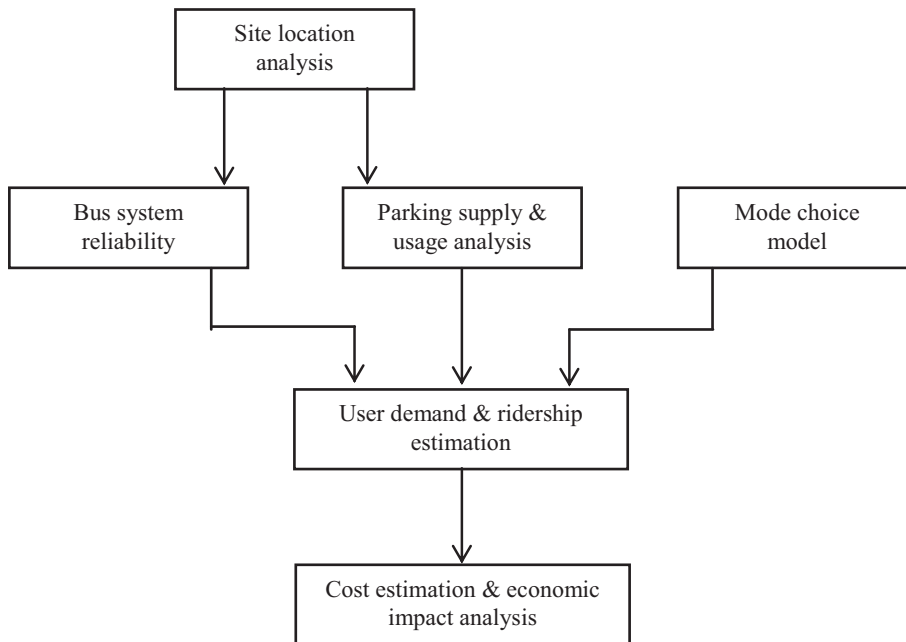 Site location
analysis
Bus system
reliability
Parking supply &
usage analysis
Mode choice
model
User demand & ridership
estimation
Cost estimation & economic
impact analysis